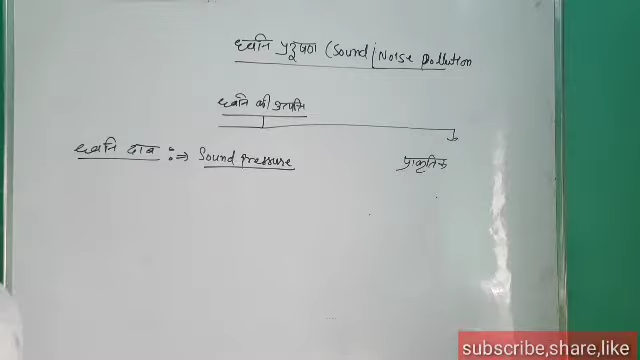 ध्वनि प्रदूषण (Sound/Noise pollution
ध्वनि की उत्पत्ति
ध्वनि दाब :⇒ Sound Pressure
प्राकृतिक
subscribe,share,like